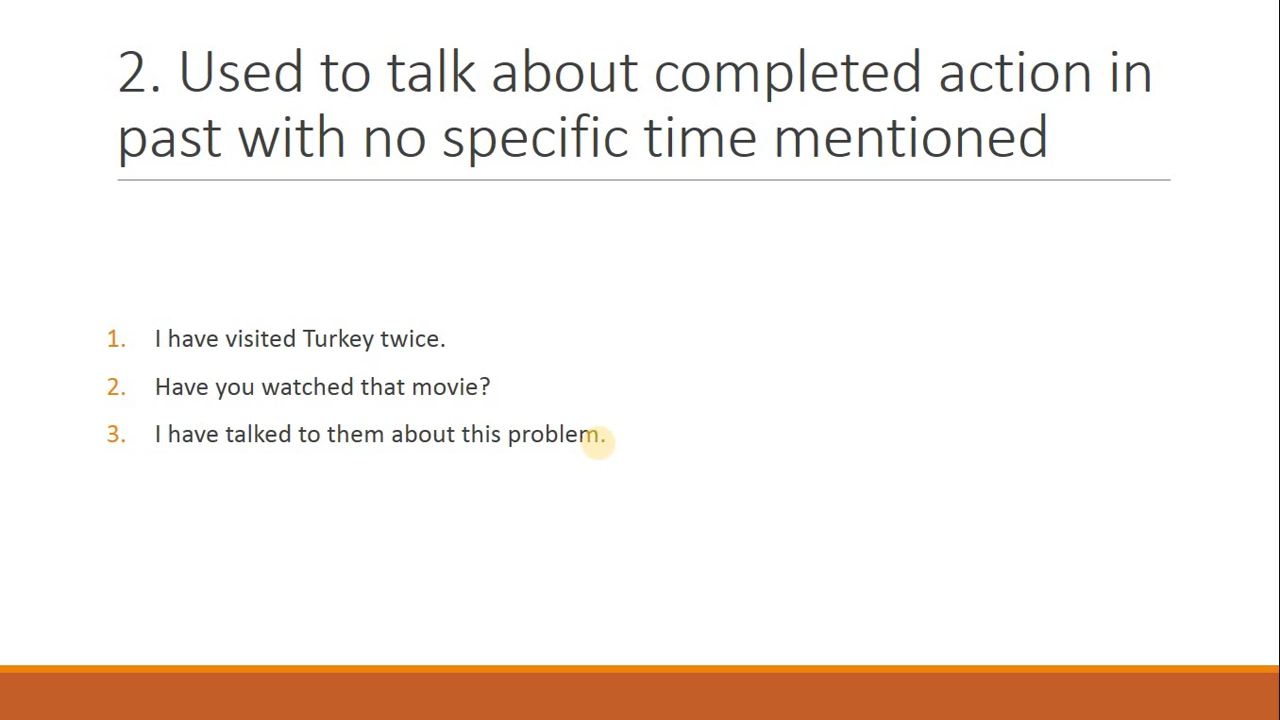 2. Used to talk about completed action in
past with no specific time mentioned
1. I have visited Turkey twice.
2. Have you watched that movie?
3. I have talked to them about this problem.